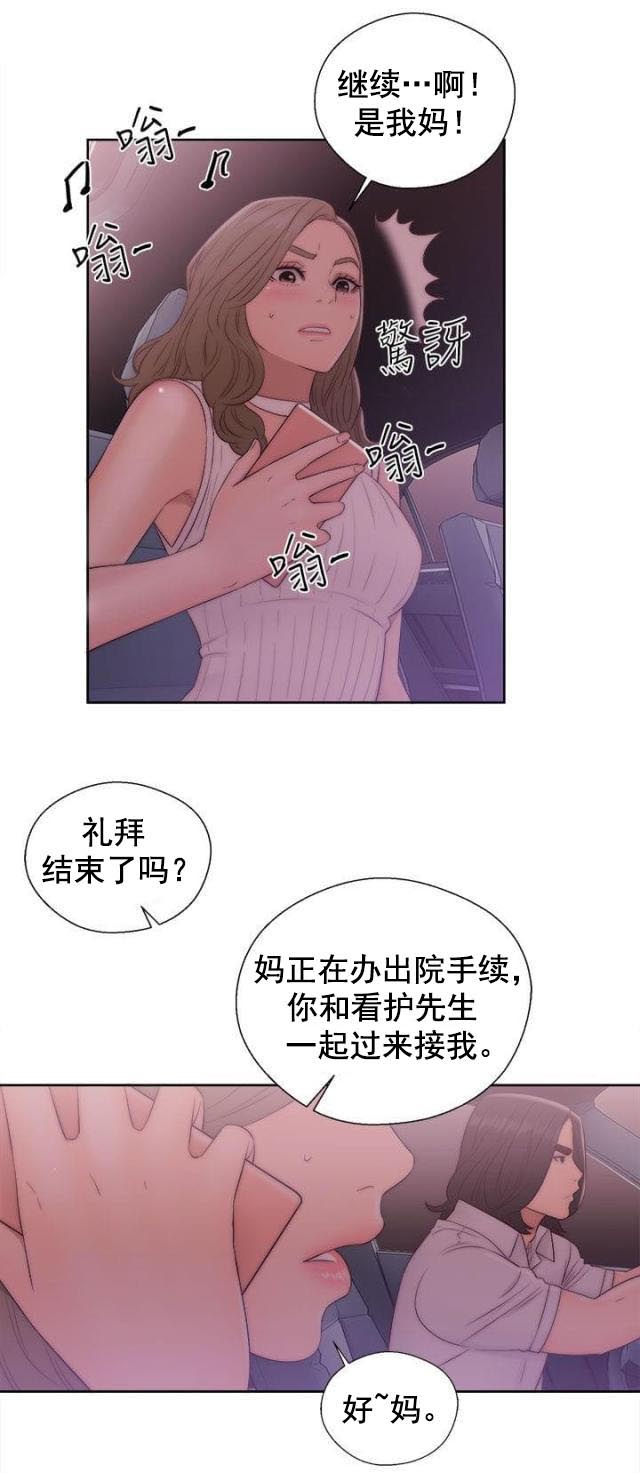 继续…啊！
是我妈！
嗡-
嗡-
驚訝
嗡-
嗡-
礼拜
结束了吗？
妈正在办出院手续，
你和看护先生
一起过来接我。
好~妈。